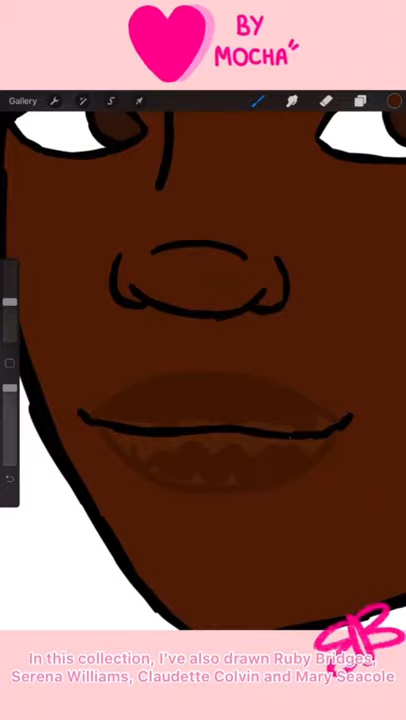 BY
MOCHA"
Gallery
In this collection, I've also drawn Ruby Bridges,
Serena Williams, Claudette Colvin and Mary Seacole